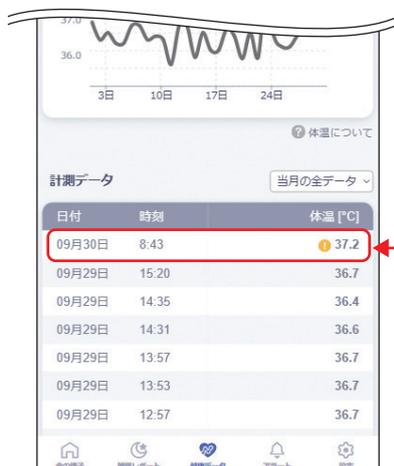 37.0
36.0
3日 10日 17日 24日
? 体温について
計測データ 当月の全データ
日付 時刻 体温 [°C]
09月30日 8:43 ! 37.2
09月29日 15:20 36.7
09月29日 14:35 36.4
09月29日 14:31 36.6
09月29日 13:57 36.7
09月29日 13:53 36.7
09月29日 12:57 36.7